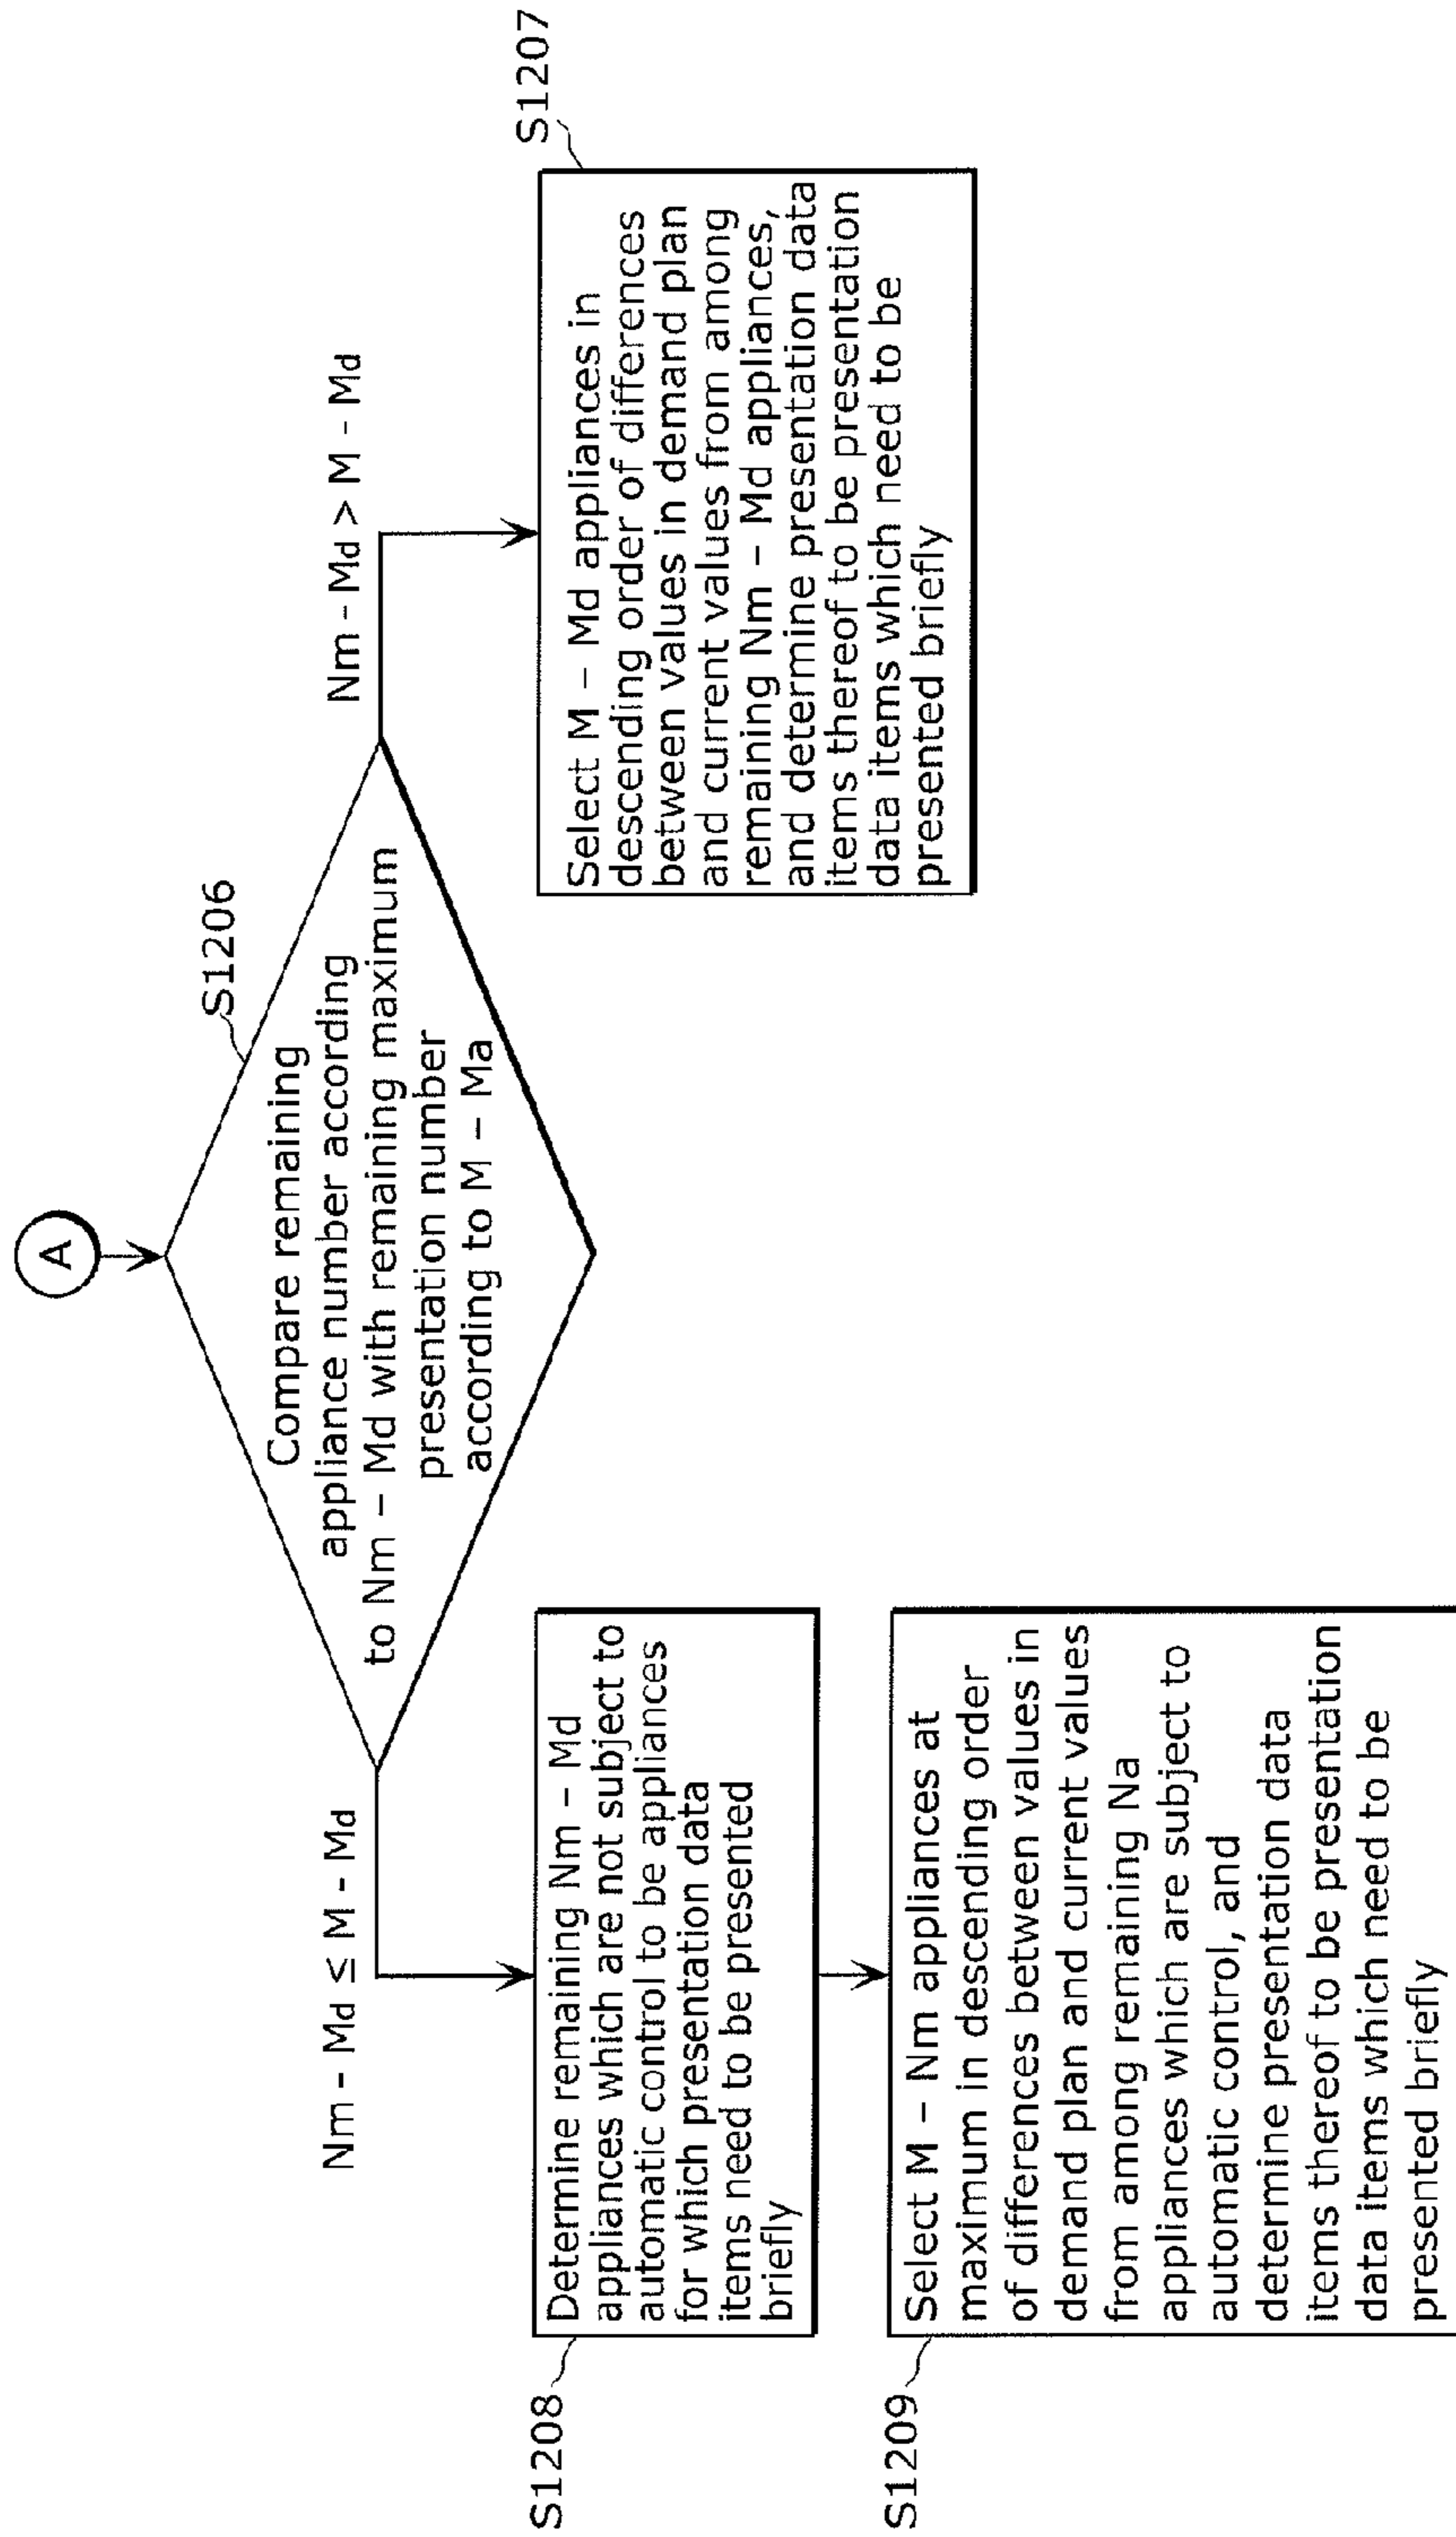 A
S1206
Compare remaining
appliance number according
to Nm – Md with remaining maximum
presentation number
according to M – Ma
Nm - Md ≤ M - Md
Nm - Md > M - Md
S1208
Determine remaining Nm – Md
appliances which are not subject to
automatic control to be appliances
for which presentation data
items need to be presented
briefly
S1209
Select M – Nm appliances at
maximum in descending order
of differences between values in
demand plan and current values
from among remaining Na
appliances which are subject to
automatic control, and
determine presentation data
items thereof to be presentation
data items which need to be
presented briefly
S1207
Select M – Md appliances in
descending order of differences
between values in demand plan
and current values from among
remaining Nm – Md appliances,
and determine presentation data
items thereof to be presentation
data items which need to be
presented briefly